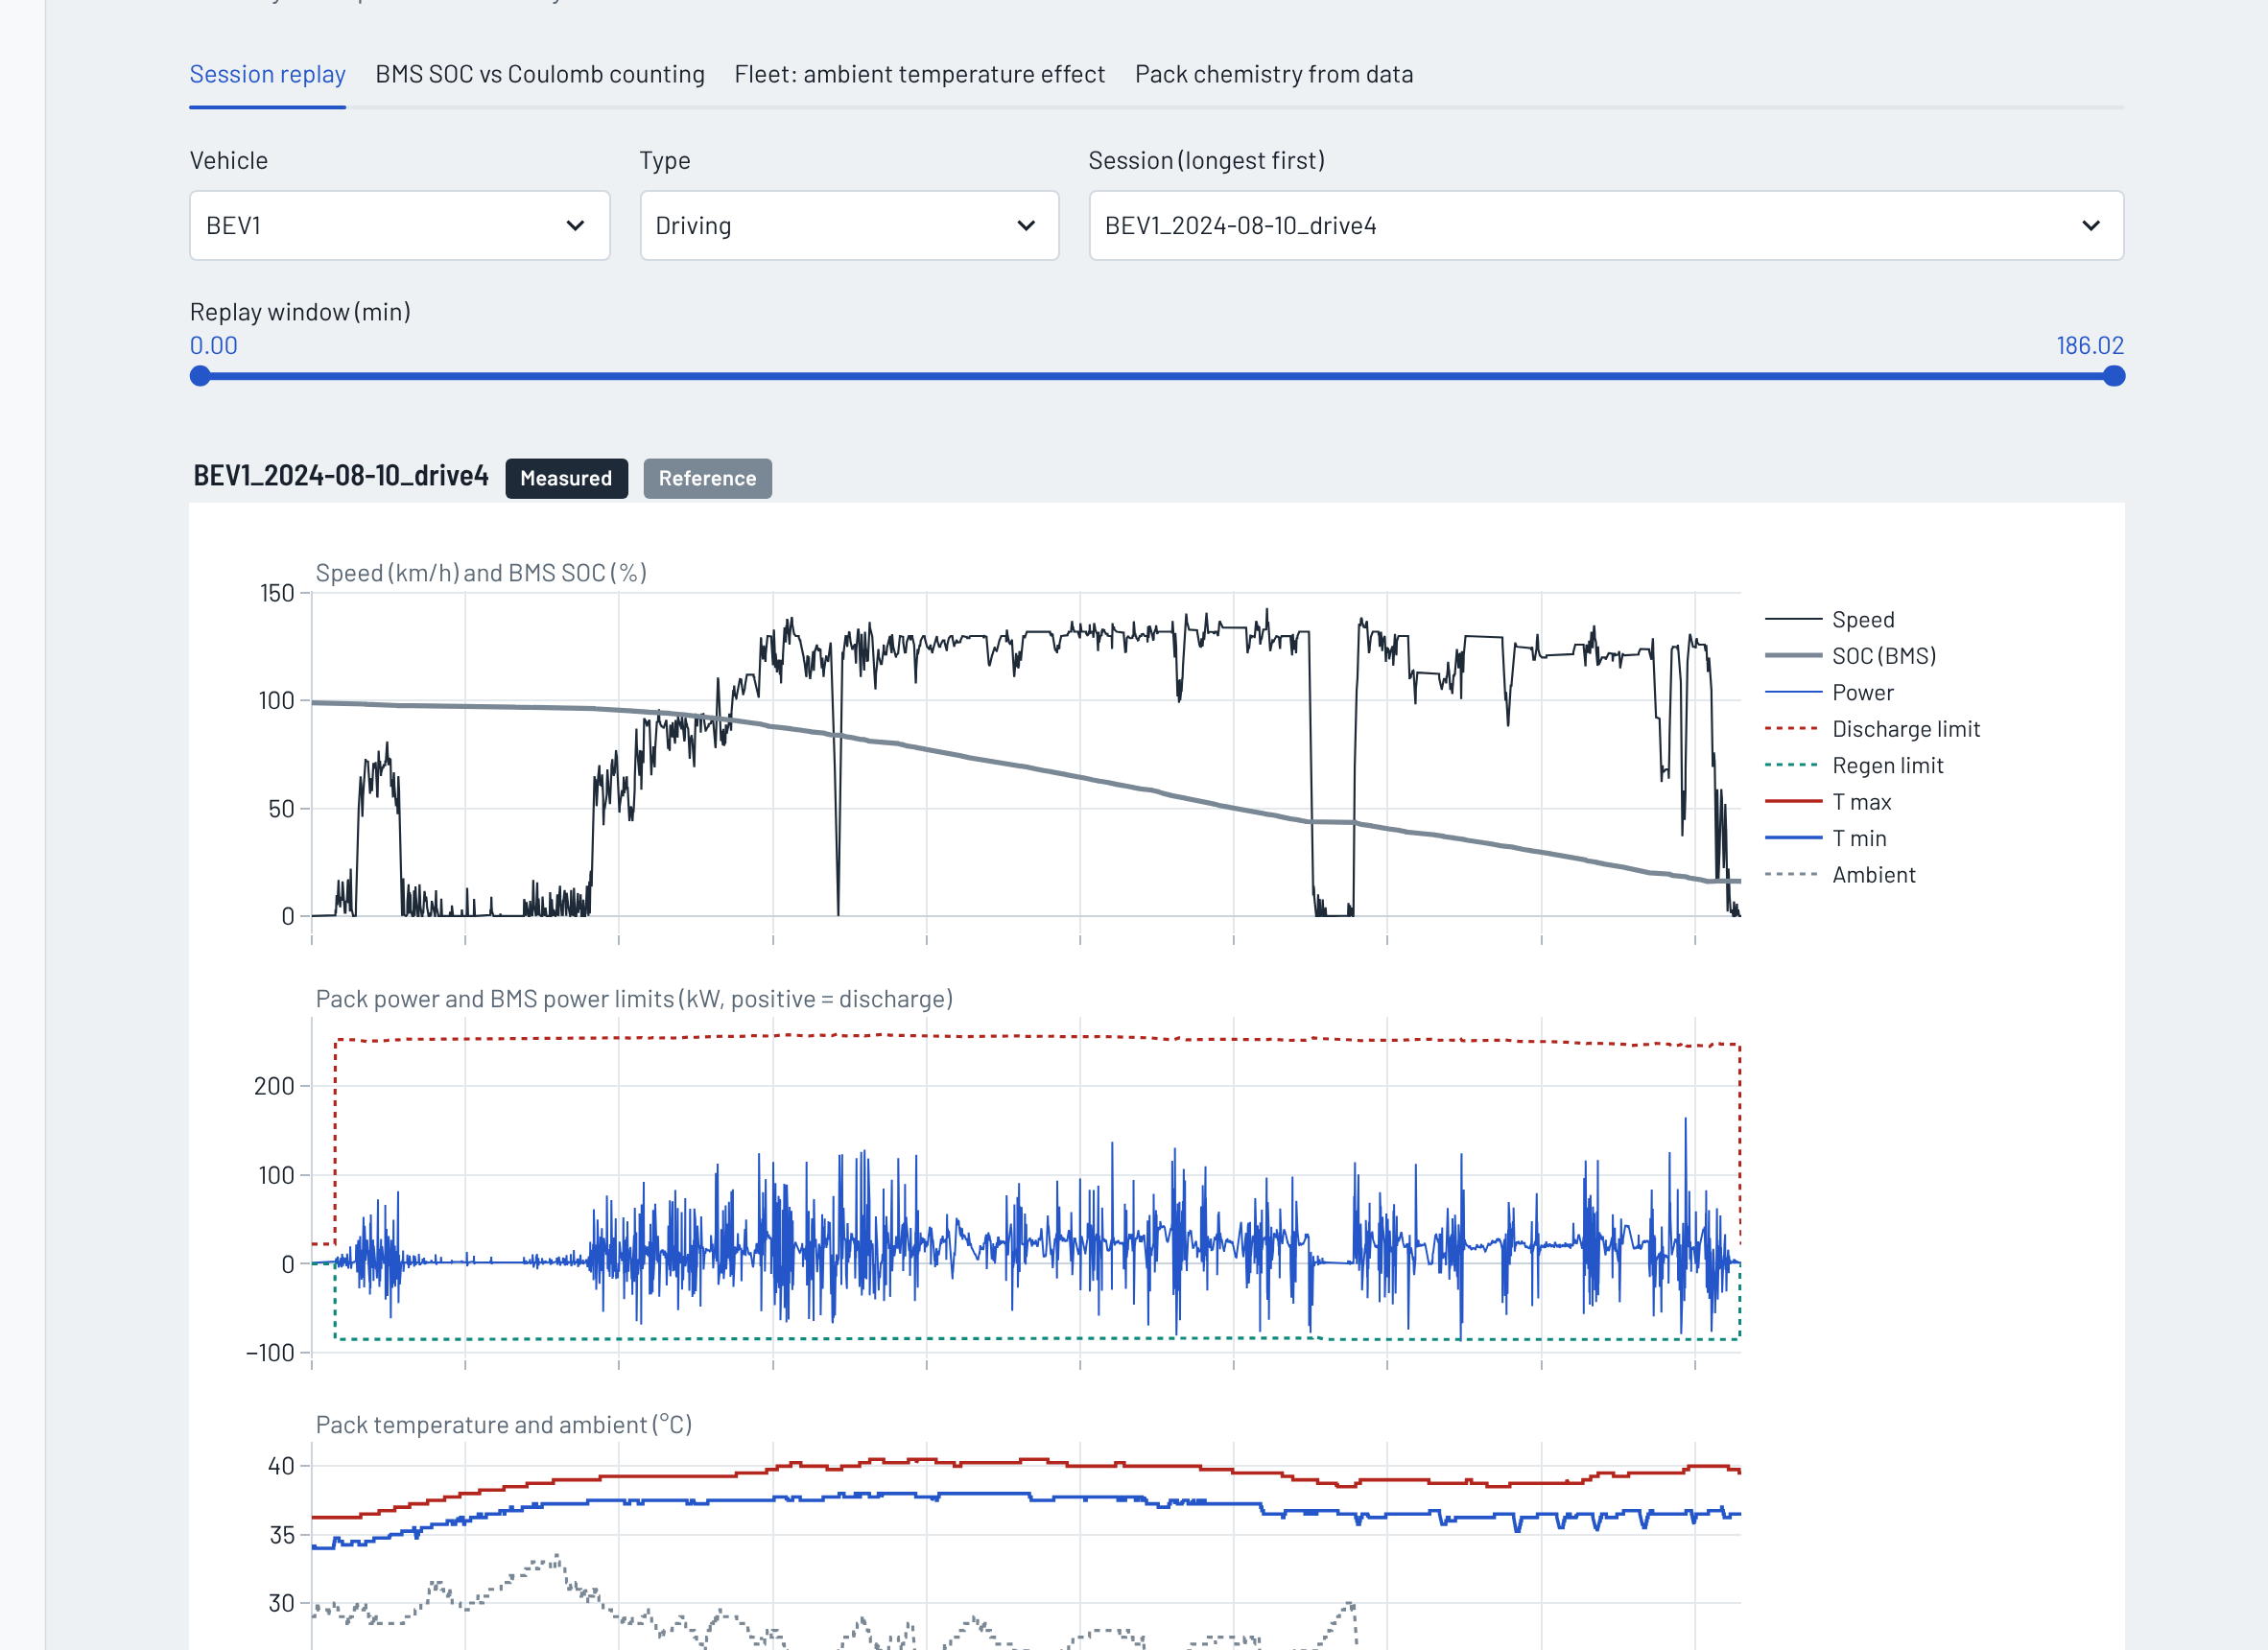 Session replay BMS SOC vs Coulomb counting Fleet: ambient temperature effect Pack chemistry from data
Vehicle Type Session (longest first)
BEV1 Driving BEV1_2024-08-10_drive4
Replay window (min)
0.00 186.02
BEV1_2024-08-10_drive4 Measured Reference
Speed (km/h) and BMS SOC (%)
150
100
50
0
Speed
SOC (BMS)
Power
Discharge limit
Regen limit
T max
T min
Ambient
Pack power and BMS power limits (kW, positive = discharge)
200
100
0
−100
Pack temperature and ambient (°C)
40
35
30